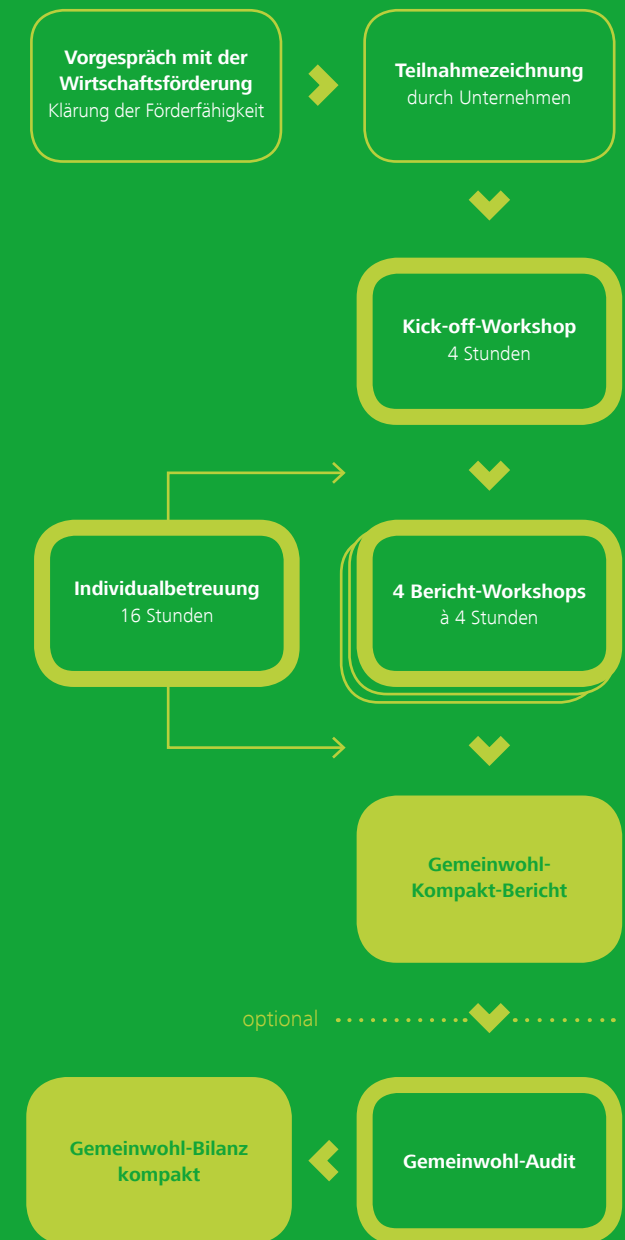 Vorgespräch mit der
Wirtschaftsförderung
Klärung der Förderfähigkeit
Teilnahmezeichnung
durch Unternehmen
Kick-off-Workshop
4 Stunden
Individualbetreuung
16 Stunden
4 Bericht-Workshops
à 4 Stunden
Gemeinwohl-
Kompakt-Bericht
optional
Gemeinwohl-Bilanz
kompakt
Gemeinwohl-Audit